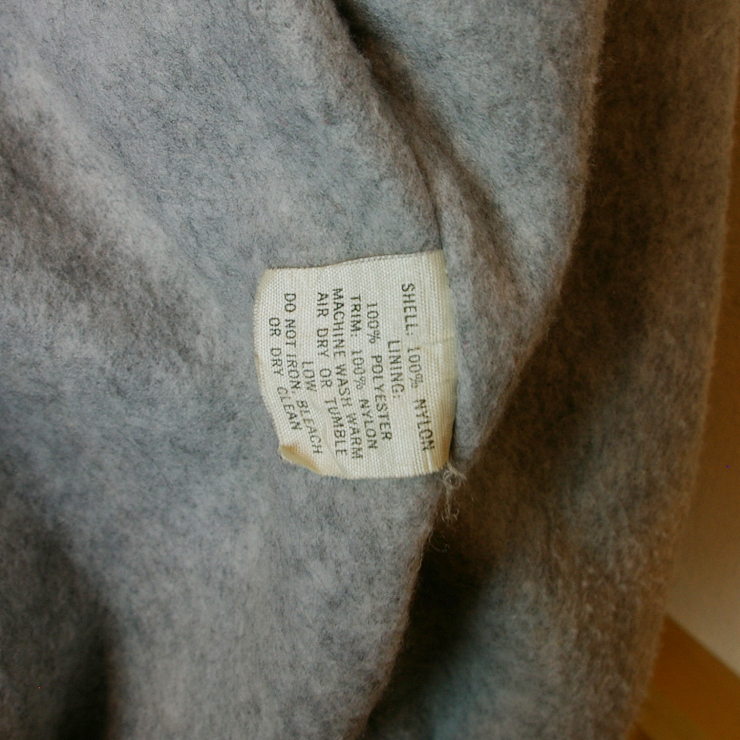 SHELL: 100% NYLON
LINING:
100% POLYESTER
TRIM: 100% NYLON
MACHINE WASH WARM
AIR DRY OR TUMBLE
LOW
DO NOT IRON, BLEACH
OR DRY CLEAN